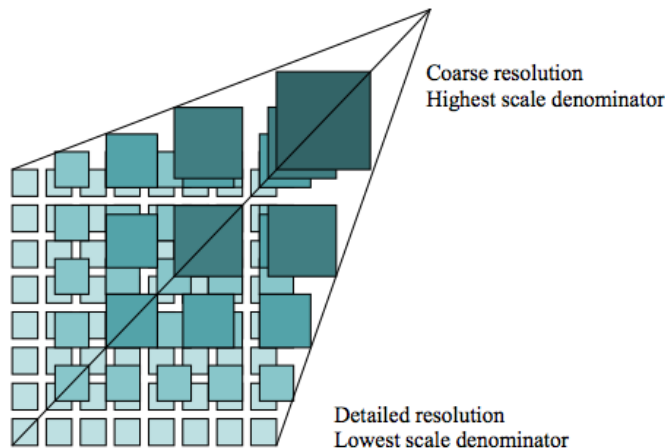 Coarse resolution
Highest scale denominator
Detailed resolution
Lowest scale denominator